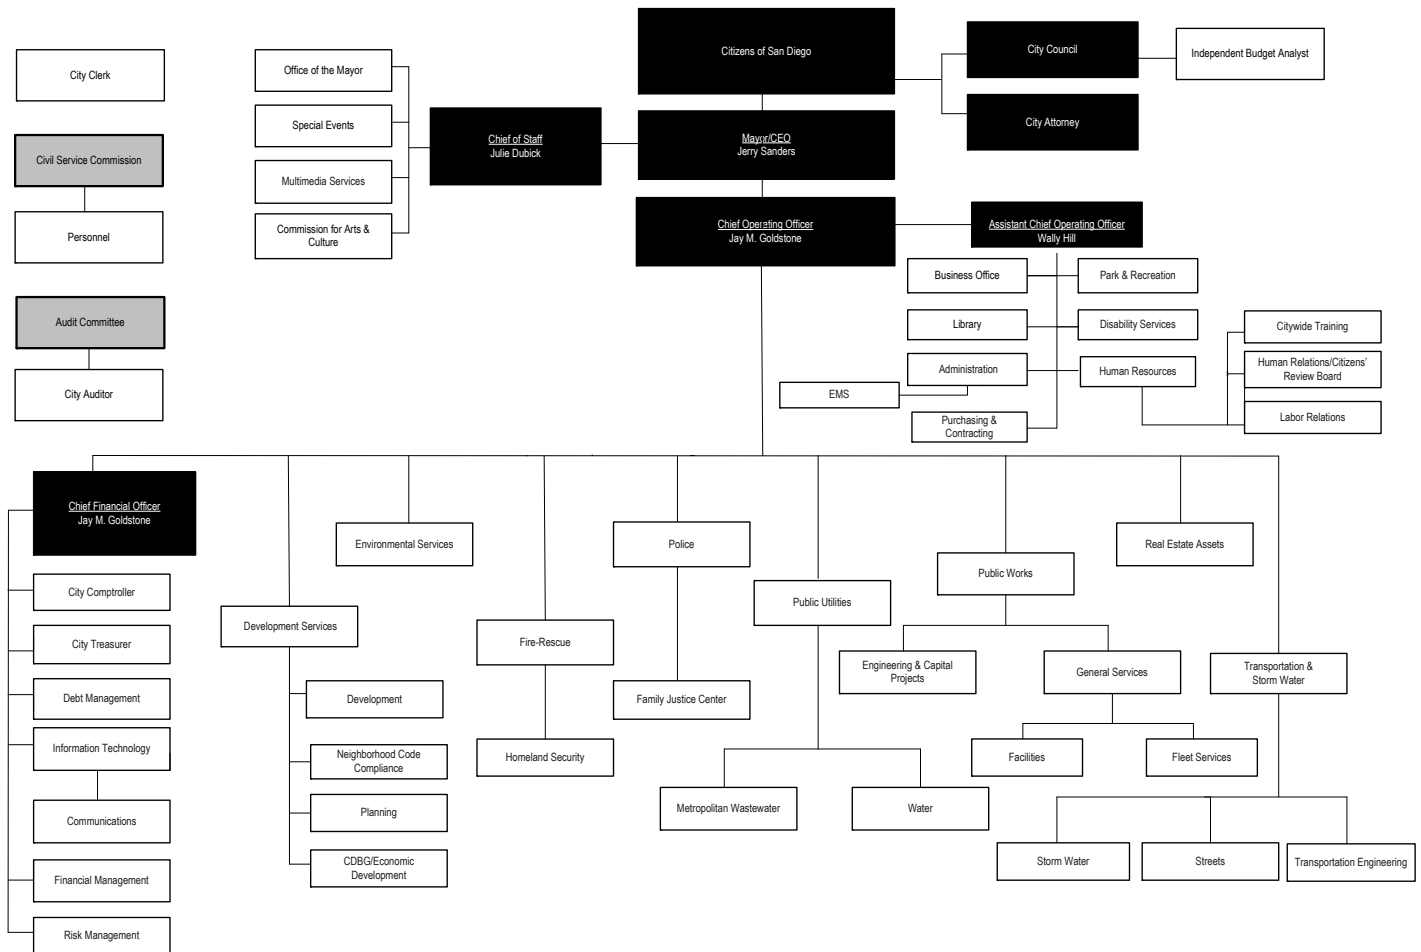 Citizens of San Diego
City Council
Independent Budget Analyst
City Attorney
City Clerk
Civil Service Commission
Personnel
Audit Committee
City Auditor
Office of the Mayor
Special Events
Multimedia Services
Commission for Arts &
Culture
Chief of Staff
Julie Dubick
Mayor/CEO
Jerry Sanders
Chief Operating Officer
Jay M. Goldstone
Assistant Chief Operating Officer
Wally Hill
Business Office
Park & Recreation
Library
Disability Services
Administration
Human Resources
EMS
Purchasing &
Contracting
Citywide Training
Human Relations/Citizens'
Review Board
Labor Relations
Chief Financial Officer
Jay M. Goldstone
City Comptroller
City Treasurer
Debt Management
Information Technology
Communications
Financial Management
Risk Management
Development Services
Development
Neighborhood Code
Compliance
Planning
CDBG/Economic
Development
Environmental Services
Fire-Rescue
Homeland Security
Police
Family Justice Center
Public Utilities
Metropolitan Wastewater
Water
Public Works
Engineering & Capital
Projects
General Services
Facilities
Fleet Services
Real Estate Assets
Transportation &
Storm Water
Storm Water
Streets
Transportation Engineering